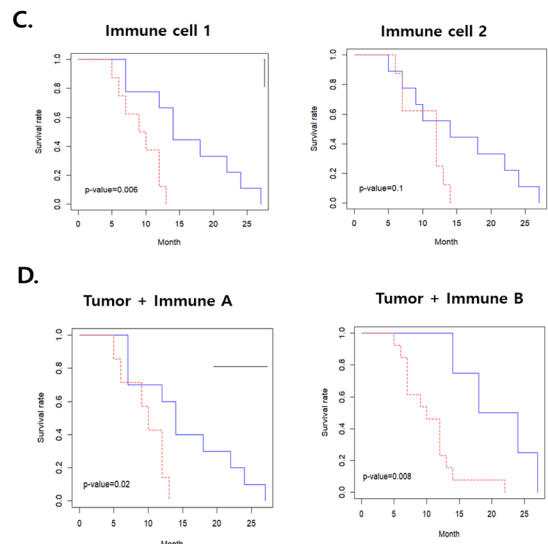 C.
Immune cell 1
Immune cell 2
Survival rate
0.0 0.2 0.4 0.6 0.8 1.0
p-value=0.006
0 5 10 15 20 25
Month
Survival rate
0.0 0.2 0.4 0.6 0.8 1.0
p-value=0.1
0 5 10 15 20 25
Month
D.
Tumor + Immune A
Tumor + Immune B
Survival rate
0.0 0.2 0.4 0.6 0.8 1.0
p-value=0.02
0 5 10 15 20 25
Month
Survival rate
0.0 0.2 0.4 0.6 0.8 1.0
p-value=0.008
0 5 10 15 20 25
Month